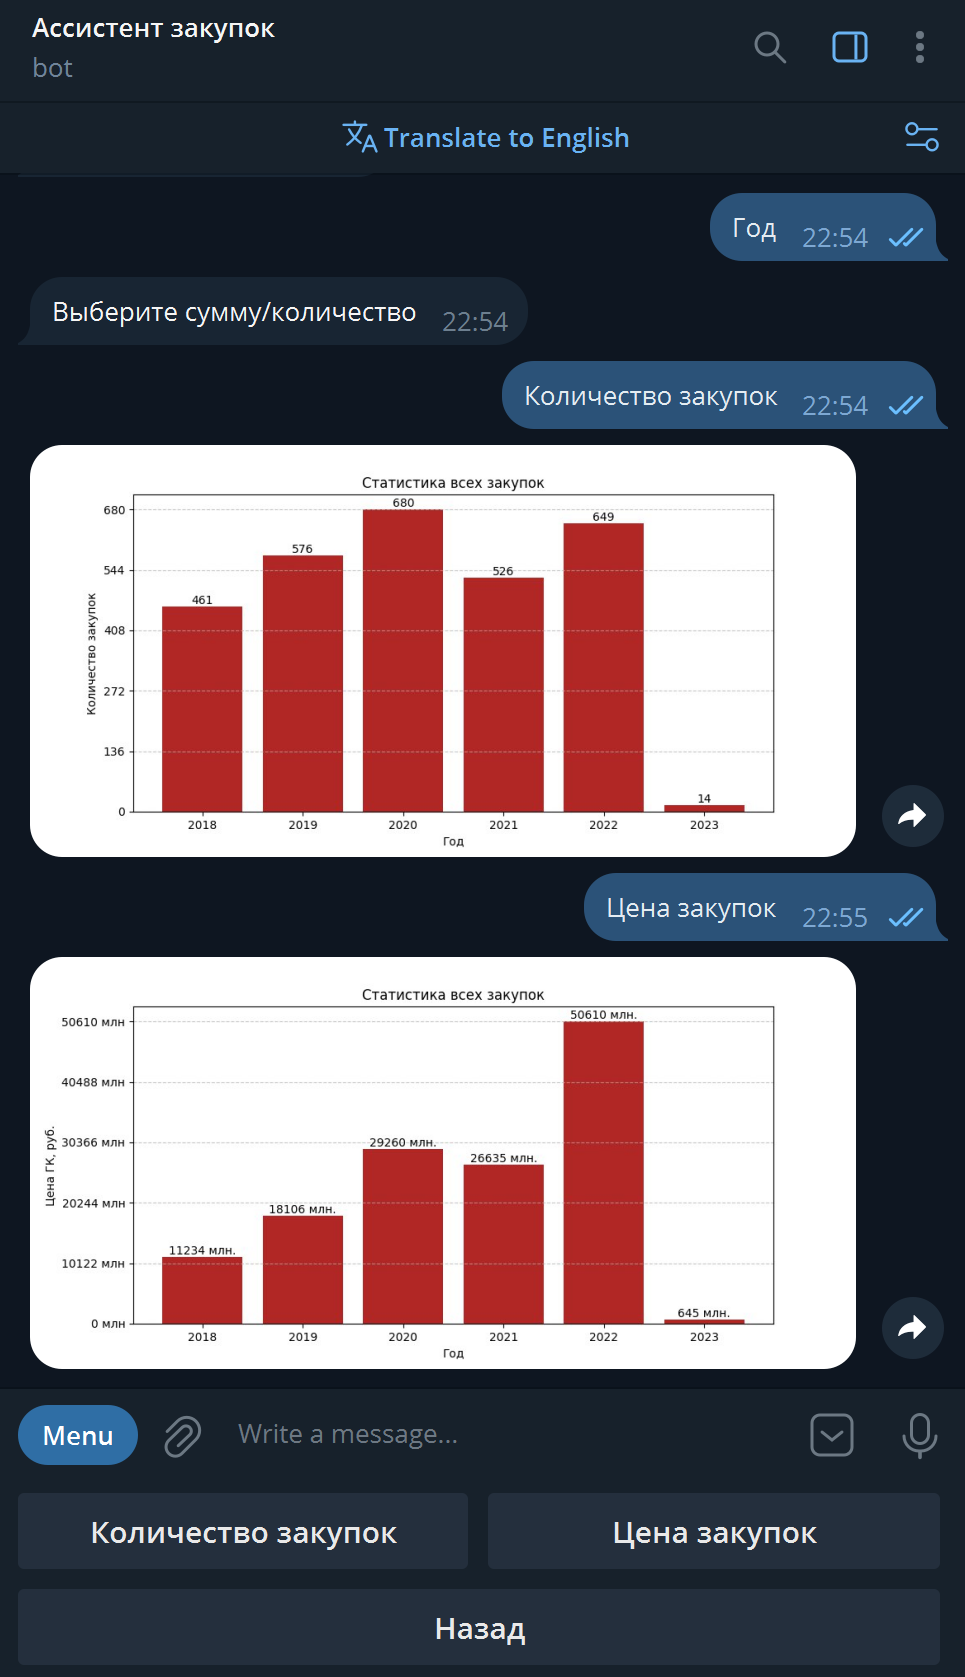 Ассистент закупок
bot
Translate to English
Год 22:54
Выберите сумму/количество 22:54
Количество закупок 22:54
Статистика всех закупок
Количество закупок
680
544
408
272
136
0
461
576
680
526
649
14
2018 2019 2020 2021 2022 2023
Год
Цена закупок 22:55
Статистика всех закупок
Цена ГК, руб.
50610 млн
40488 млн
30366 млн
20244 млн
10122 млн
0 млн
11234 млн.
18106 млн.
29260 млн.
26635 млн.
50610 млн.
645 млн.
2018 2019 2020 2021 2022 2023
Год
Menu
Write a message...
Количество закупок
Цена закупок
Назад